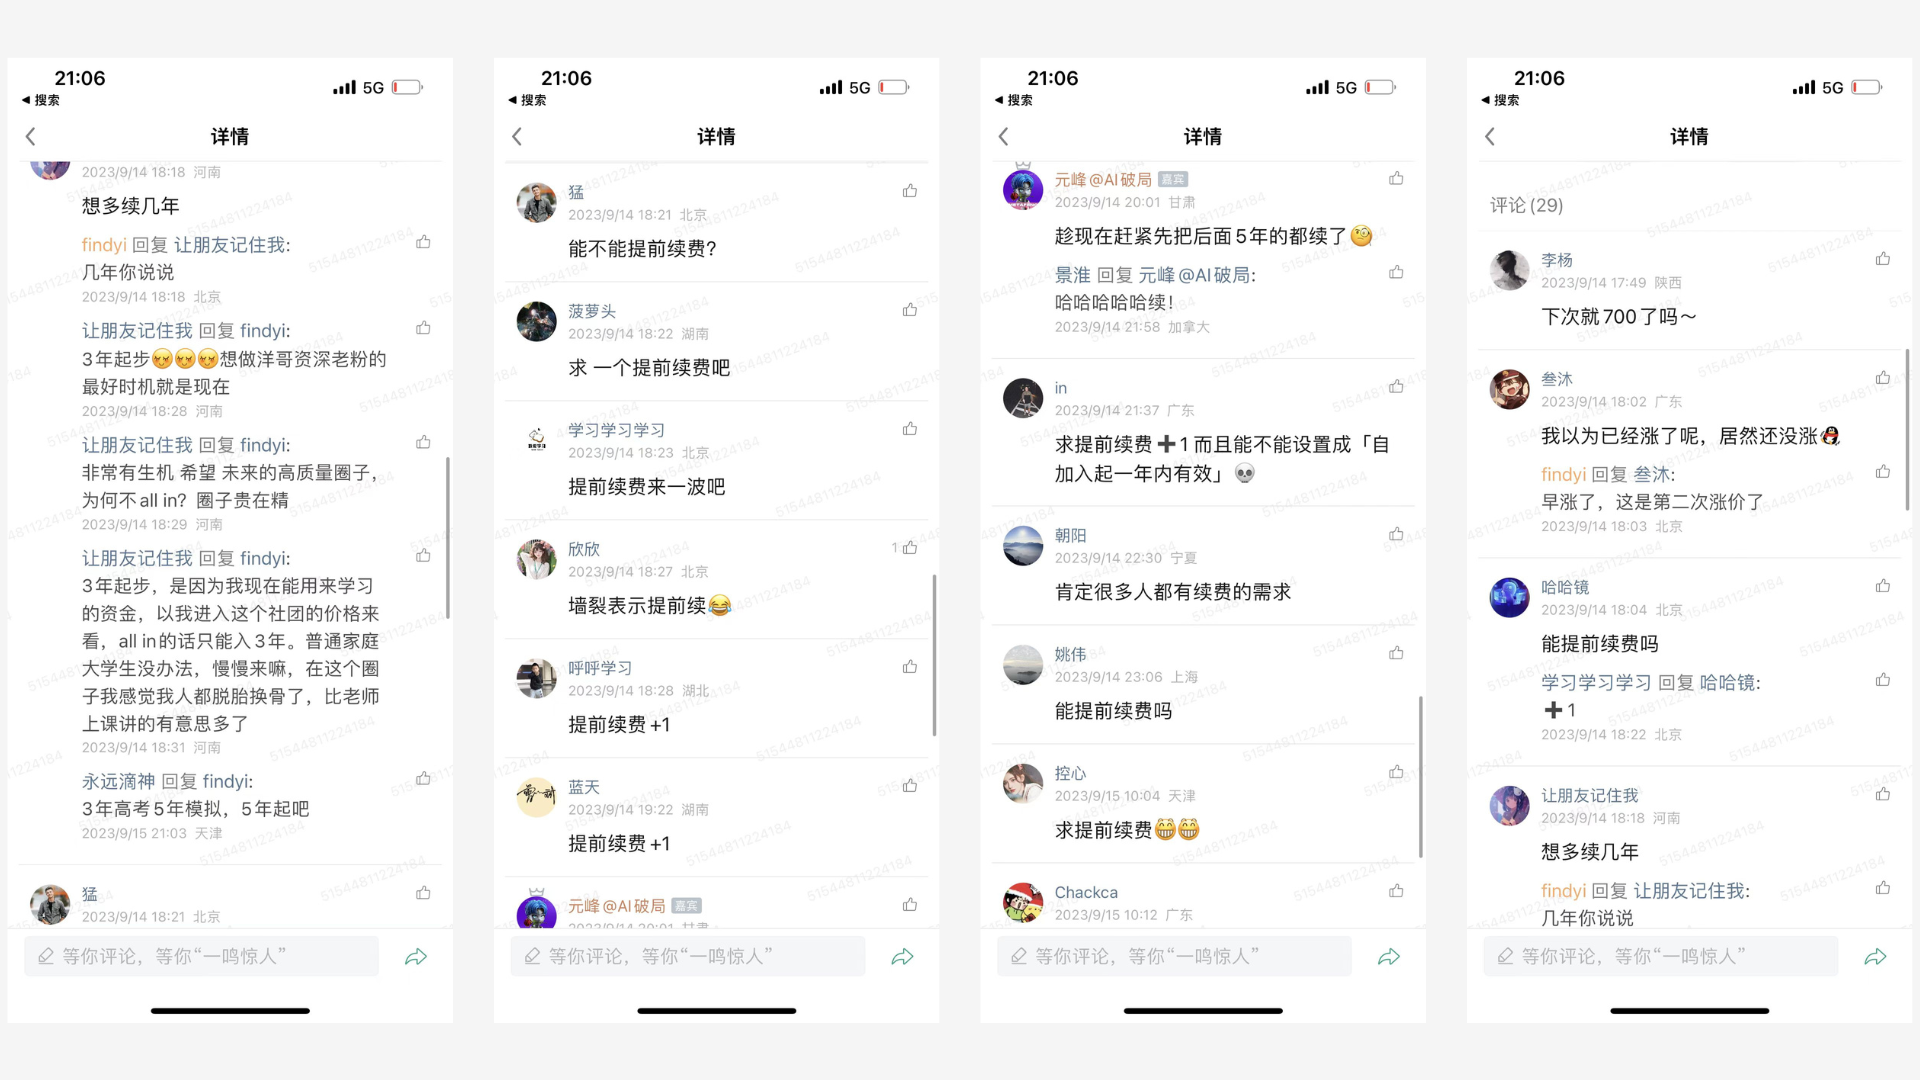 21:06
5G
搜索
详情
2023/9/14 18:18 河南
想多续几年
findyi 回复 让朋友记住我:
几年你说说
2023/9/14 18:18 北京
让朋友记住我 回复 findyi:
3年起步想做洋哥资深老粉的
最好时机就是现在
2023/9/14 18:28 河南
让朋友记住我 回复 findyi:
非常有生机 希望 未来的高质量圈子,
为何不all in? 圈子贵在精
2023/9/14 18:29 河南
让朋友记住我 回复 findyi:
3年起步，是因为我现在能用来学习
的资金，以我进入这个社团的价格来
看，all in的话只能入3年。普通家庭
大学生没办法，慢慢来嘛，在这个圈
子我感觉我人都脱胎换骨了，比老师
上课讲的有意思多了
2023/9/14 18:31 河南
永远滴神 回复 findyi:
3年高考5年模拟，5年起吧
2023/9/15 21:03 天津
猛
2023/9/14 18:21 北京
等你评论，等你“一鸣惊人”
21:06
5G
搜索
详情
猛
2023/9/14 18:21 北京
能不能提前续费?
菠萝头
2023/9/14 18:22 湖南
求 一个提前续费吧
学习学习学习
2023/9/14 18:23 北京
提前续费来一波吧
欣欣
1
2023/9/14 18:27 北京
墙裂表示提前续😂
呼呼学习
2023/9/14 18:28 湖北
提前续费+1
蓝天
2023/9/14 19:22 湖南
提前续费+1
元峰@AI破局 嘉宾
2023/9/14 20:01 甘肃
等你评论，等你“一鸣惊人”
21:06
5G
搜索
详情
元峰@AI破局 嘉宾
2023/9/14 20:01 甘肃
趁现在赶紧先把后面5年的都续了🧐
景淮 回复 元峰@AI破局:
哈哈哈哈哈续!
2023/9/14 21:58 加拿大
in
2023/9/14 21:37 广东
求提前续费➕1而且能不能设置成「自
加入起一年内有效」💀
朝阳
2023/9/14 22:30 宁夏
肯定很多人都有续费的需求
姚伟
2023/9/14 23:06 上海
能提前续费吗
控心
2023/9/15 10:04 天津
求提前续费😁😁
Chackca
2023/9/15 10:12 广东
等你评论，等你“一鸣惊人”
21:06
5G
搜索
详情
评论(29)
李杨
2023/9/14 17:49 陕西
下次就700了吗～
叁沐
2023/9/14 18:02 广东
我以为已经涨了呢，居然还没涨
findyi 回复 叁沐:
早涨了，这是第二次涨价了
2023/9/14 18:03 北京
哈哈镜
2023/9/14 18:04 北京
能提前续费吗
学习学习学习 回复 哈哈镜:
➕1
2023/9/14 18:22 北京
让朋友记住我
2023/9/14 18:18 河南
想多续几年
findyi 回复 让朋友记住我:
几年你说说
等你评论，等你“一鸣惊人”
51544811224184